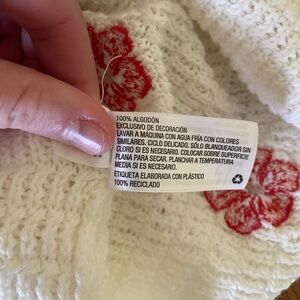 100% ALGODÓN
EXCLUSIVO DE DECORACIÓN
LAVAR A MÁQUINA CON AGUA FRÍA CON COLORES
SIMILARES. CICLO DELICADO. SÓLO BLANQUEADOR SIN
CLORO SI ES NECESARIO. COLOCAR SOBRE SUPERFICIE
PLANA PARA SECAR. PLANCHAR A TEMPERATURA
MEDIA SI ES NECESARIO.
ETIQUETA ELABORADA CON PLÁSTICO
100% RECICLADO